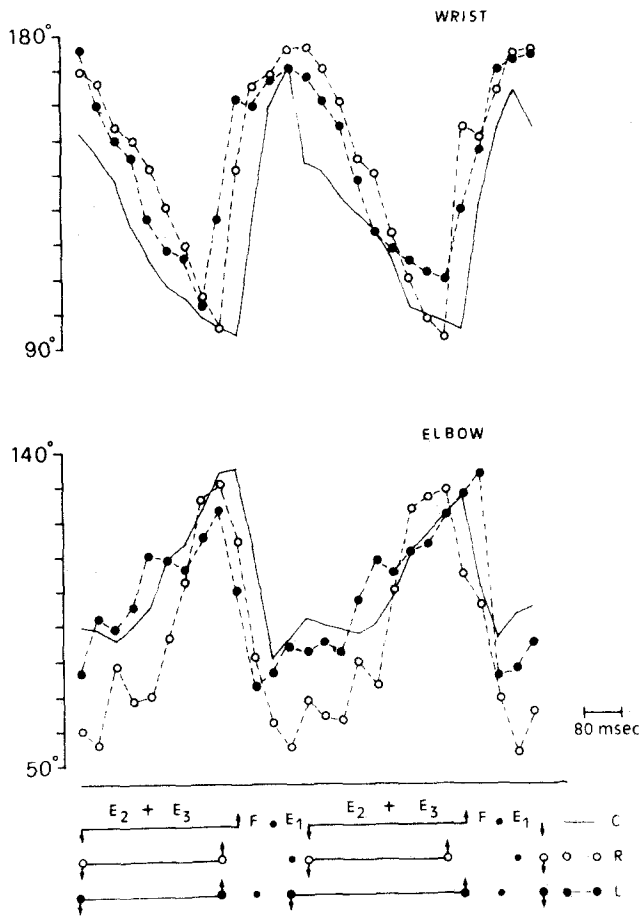 WRIST
180°
90°
ELBOW
140°
50°
80 msec
E2 + E3 F E1 E2 + E3 F E1 C
R
L